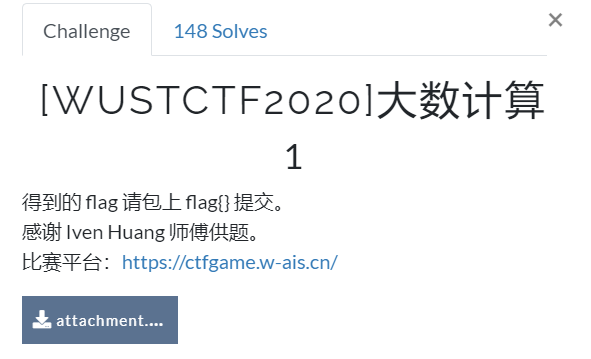 Challenge
148 Solves
×
[WUSTCTF2020]大数计算
1
得到的 flag 请包上 flag{} 提交。
感谢 Iven Huang 师傅供题。
比赛平台：https://ctfgame.w-ais.cn/
attachment....